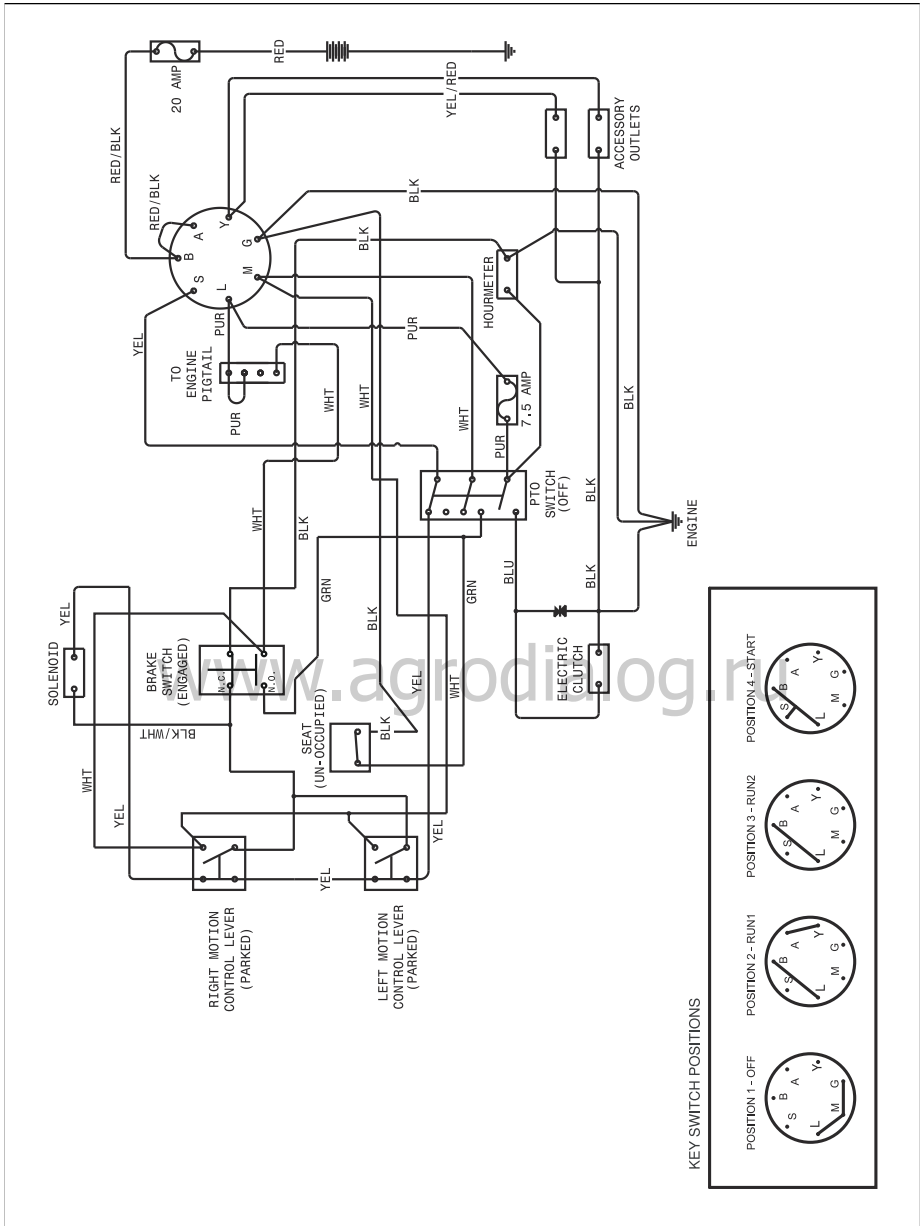 RED
20 AMP
YEL/RED
ACCESSORY
OUTLETS
RED/BLK
RED/BLK
BLK
BLK
A
Y
B
G
S
M
L
HOURMETER
YEL
PUR
PUR
TO
ENGINE
PIGTAIL
PUR
WHT
WHT
WHT
7.5 AMP
PUR
BLK
PTO
SWITCH
(OFF)
BLK
WHT
BLK
ENGINE
GRN
GRN
BLU
BLK
SOLENOID
YEL
BRAKE
SWITCH
(ENGAGED)
N.C.
N.O.
BLK
YEL
WHT
ELECTRIC
CLUTCH
www.agrodialog.ru
BLK/WHT
SEAT
(UN-OCCUPIED)
BLK
WHT
YEL
YEL
YEL
RIGHT MOTION
CONTROL LEVER
(PARKED)
LEFT MOTION
CONTROL LEVER
(PARKED)
KEY SWITCH POSITIONS
POSITION 1 - OFF
S
B
A
Y
L
M
G
POSITION 2 - RUN1
S
B
A
Y
L
M
G
POSITION 3 - RUN2
S
B
A
Y
L
M
G
POSITION 4 - START
S
B
A
Y
L
M
G